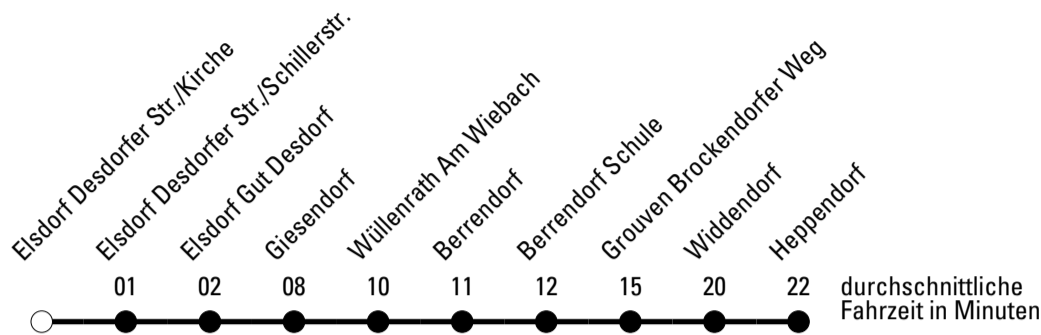 Elsdorf Desdorfer Str./Kirche
Elsdorf Desdorfer Str./Schillerstr.
Elsdorf Gut Desdorf
Giesendorf
Wüllenrath Am Wiebach
Berrendorf
Berrendorf Schule
Grouven Brockendorfer Weg
Widdendorf
Heppendorf
01 02 08 10 11 12 15 20 22 durchschnittliche
Fahrzeit in Minuten